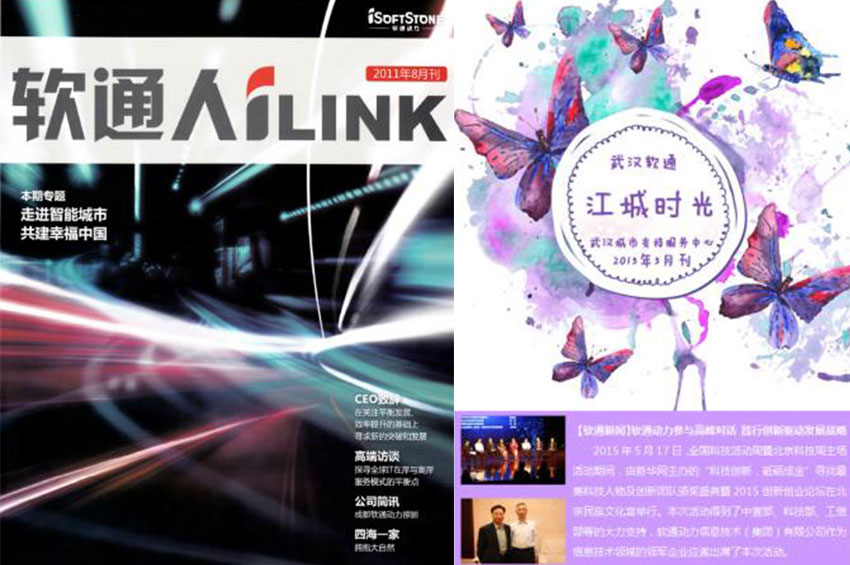 iSOFTSTONE
软通动力
2011年8月刊
软通人iLINK
本期专题
走进智能城市
共建幸福中国
CEO致辞
在关注平衡发展、
效率提升的基础上
寻求新的突破和发展
高端访谈
探寻全球IT在岸与离岸
服务模式的平衡点
公司简讯
成都软通动力掠影
四海一家
拥抱大自然
武汉软通
江城时光
武汉城市支持服务中心
2015年5月刊
【软通新闻】软通动力参与高峰对话 践行创新驱动发展战略
2015年5月17日,全国科技活动周暨北京科技周主场
活动期间，由新华网主办的“科技创新，砥砺续金”寻找最
美科技人物及创新团队颁奖盛典暨2015创新创业论坛在北
京民族文化宫举行。本次活动得到了中宣部、科技部、工信
部等的大力支持，软通动力信息技术（集团）有限公司作为
信息技术领域的领军企业应邀出席了本次活动。